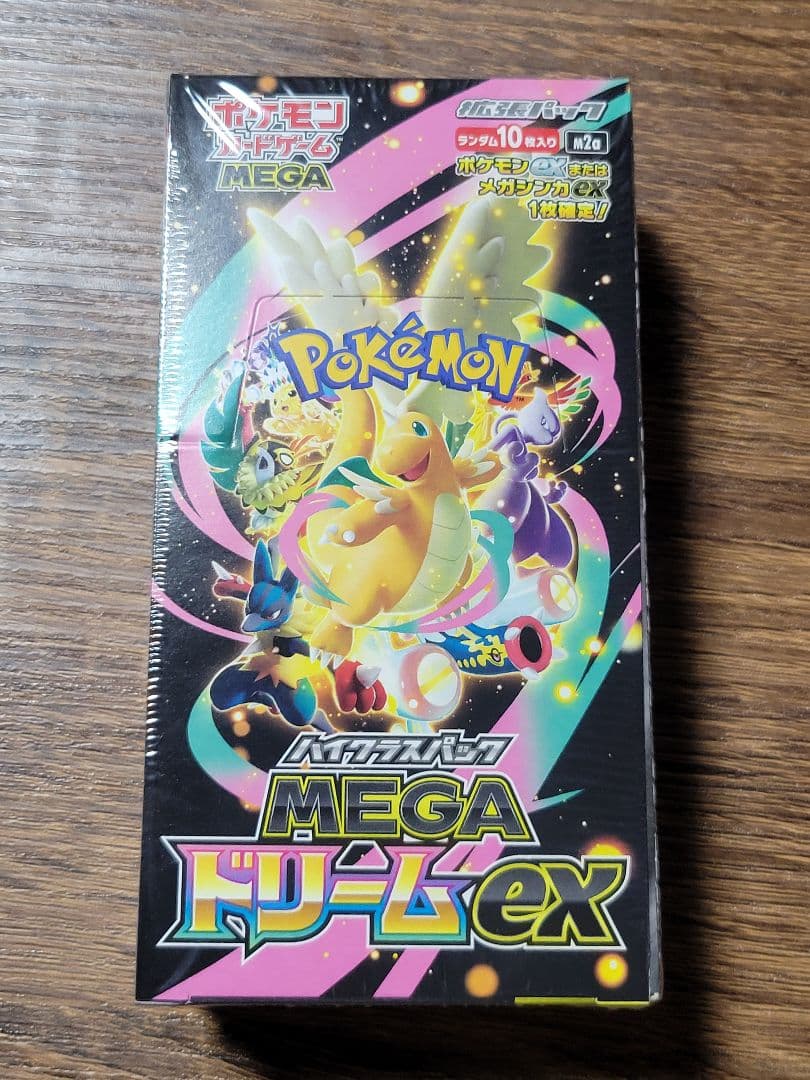 ポケモン
カードゲーム
MEGA
拡張パック
ランダム10枚入り M2a
ポケモンexまたは
メガシンカex
1枚確定!
POKéMON
TM
ハイクラスパック
MEGA
ドリームex